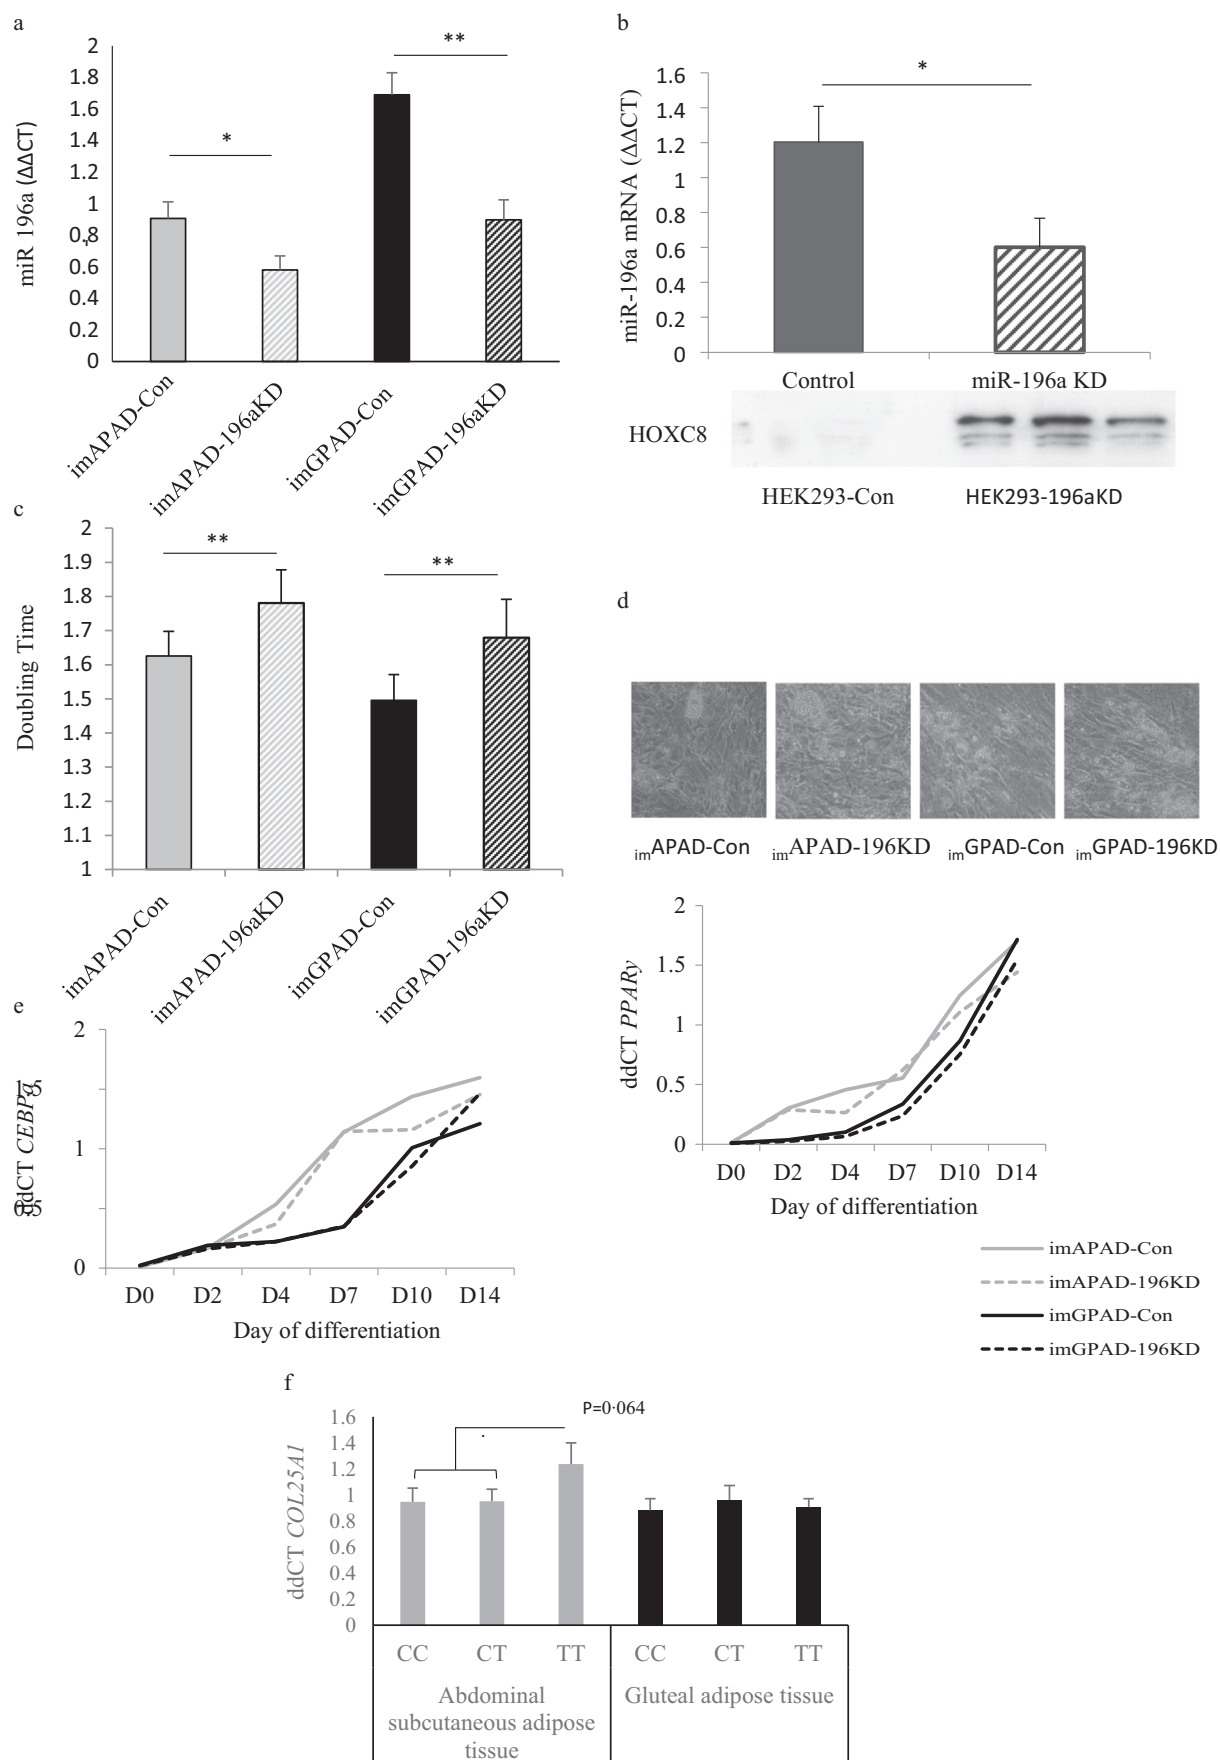 a
2
1.8
1.6
1.4
1.2
1
0.8
0.6
0.4
0.2
0
miR 196a (ΔΔCT)
*
**
imAPAD-Con
imAPAD-196aKD
imGPAD-Con
imGPAD-196aKD
b
1.6
1.4
1.2
1
0.8
0.6
0.4
0.2
0
miR-196a mRNA (ΔΔCT)
*
Control
miR-196a KD
HOXC8
HEK293-Con
HEK293-196aKD
c
2
1.9
1.8
1.7
1.6
1.5
1.4
1.3
1.2
1.1
1
Doubling Time
**
**
imAPAD-Con
imAPAD-196aKD
imGPAD-Con
imGPAD-196aKD
d
imAPAD-Con
imAPAD-196KD
imGPAD-Con
imGPAD-196KD
2
1.5
1
0.5
0
ddCT PPARy
D0 D2 D4 D7 D10 D14
Day of differentiation
e
2
1.5
1
0.5
0
ddCT CEBPα
D0 D2 D4 D7 D10 D14
Day of differentiation
imAPAD-Con
imAPAD-196KD
imGPAD-Con
imGPAD-196KD
f
P=0·064
1.6
1.4
1.2
1
0.8
0.6
0.4
0.2
0
ddCT COL25A1
CC CT TT CC CT TT
Abdominal
subcutaneous adipose
tissue
Gluteal adipose tissue